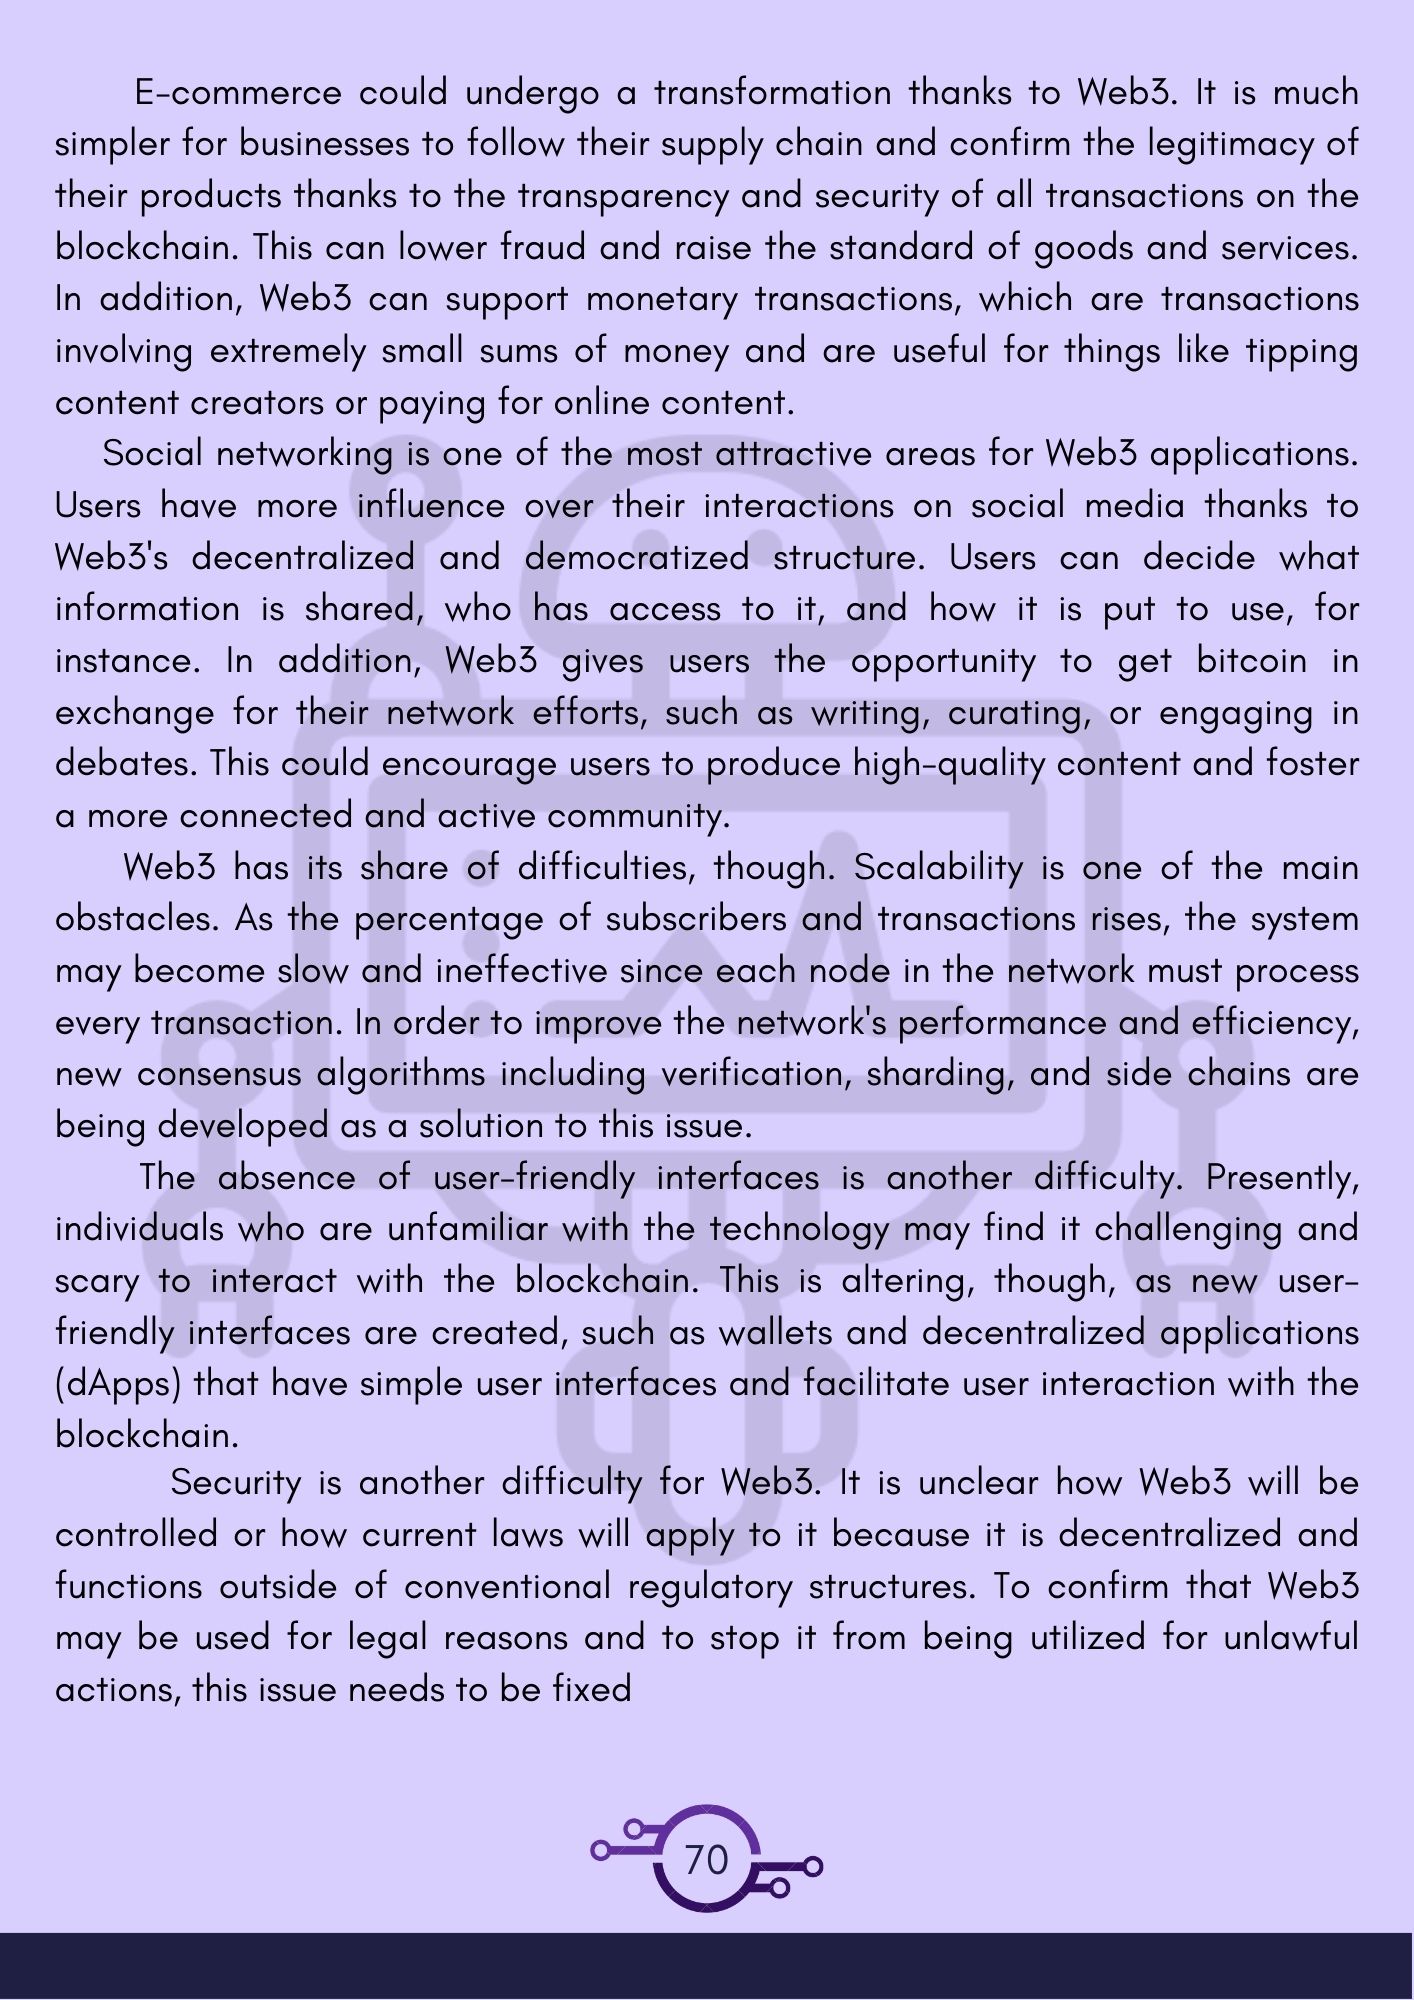 E-commerce could undergo a transformation thanks to Web3. It is much
simpler for businesses to follow their supply chain and confirm the legitimacy of
their products thanks to the transparency and security of all transactions on the
blockchain. This can lower fraud and raise the standard of goods and services.
In addition, Web3 can support monetary transactions, which are transactions
involving extremely small sums of money and are useful for things like tipping
content creators or paying for online content.
Social networking is one of the most attractive areas for Web3 applications.
Users have more influence over their interactions on social media thanks to
Web3's decentralized and democratized structure. Users can decide what
information is shared, who has access to it, and how it is put to use, for
instance. In addition, Web3 gives users the opportunity to get bitcoin in
exchange for their network efforts, such as writing, curating, or engaging in
debates. This could encourage users to produce high-quality content and foster
a more connected and active community.
Web3 has its share of difficulties, though. Scalability is one of the main
obstacles. As the percentage of subscribers and transactions rises, the system
may become slow and ineffective since each node in the network must process
every transaction. In order to improve the network's performance and efficiency,
new consensus algorithms including verification, sharding, and side chains are
being developed as a solution to this issue.
The absence of user-friendly interfaces is another difficulty. Presently,
individuals who are unfamiliar with the technology may find it challenging and
scary to interact with the blockchain. This is altering, though, as new user-
friendly interfaces are created, such as wallets and decentralized applications
(dApps) that have simple user interfaces and facilitate user interaction with the
blockchain.
Security is another difficulty for Web3. It is unclear how Web3 will be
controlled or how current laws will apply to it because it is decentralized and
functions outside of conventional regulatory structures. To confirm that Web3
may be used for legal reasons and to stop it from being utilized for unlawful
actions, this issue needs to be fixed
70